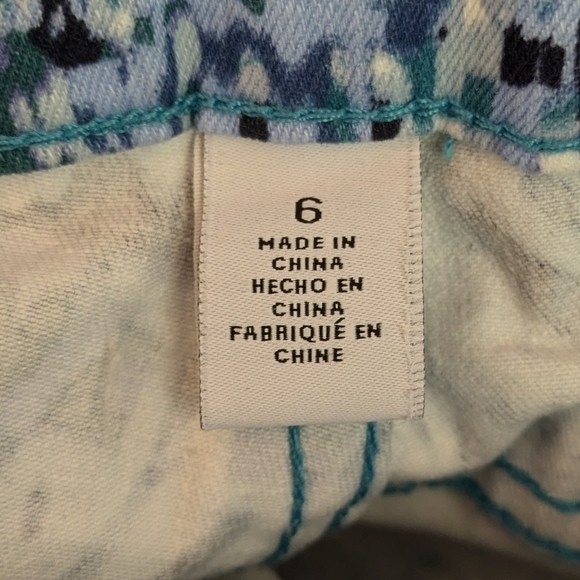 6
MADE IN
CHINA
HECHO EN
CHINA
FABRIQUÉ EN
CHINE